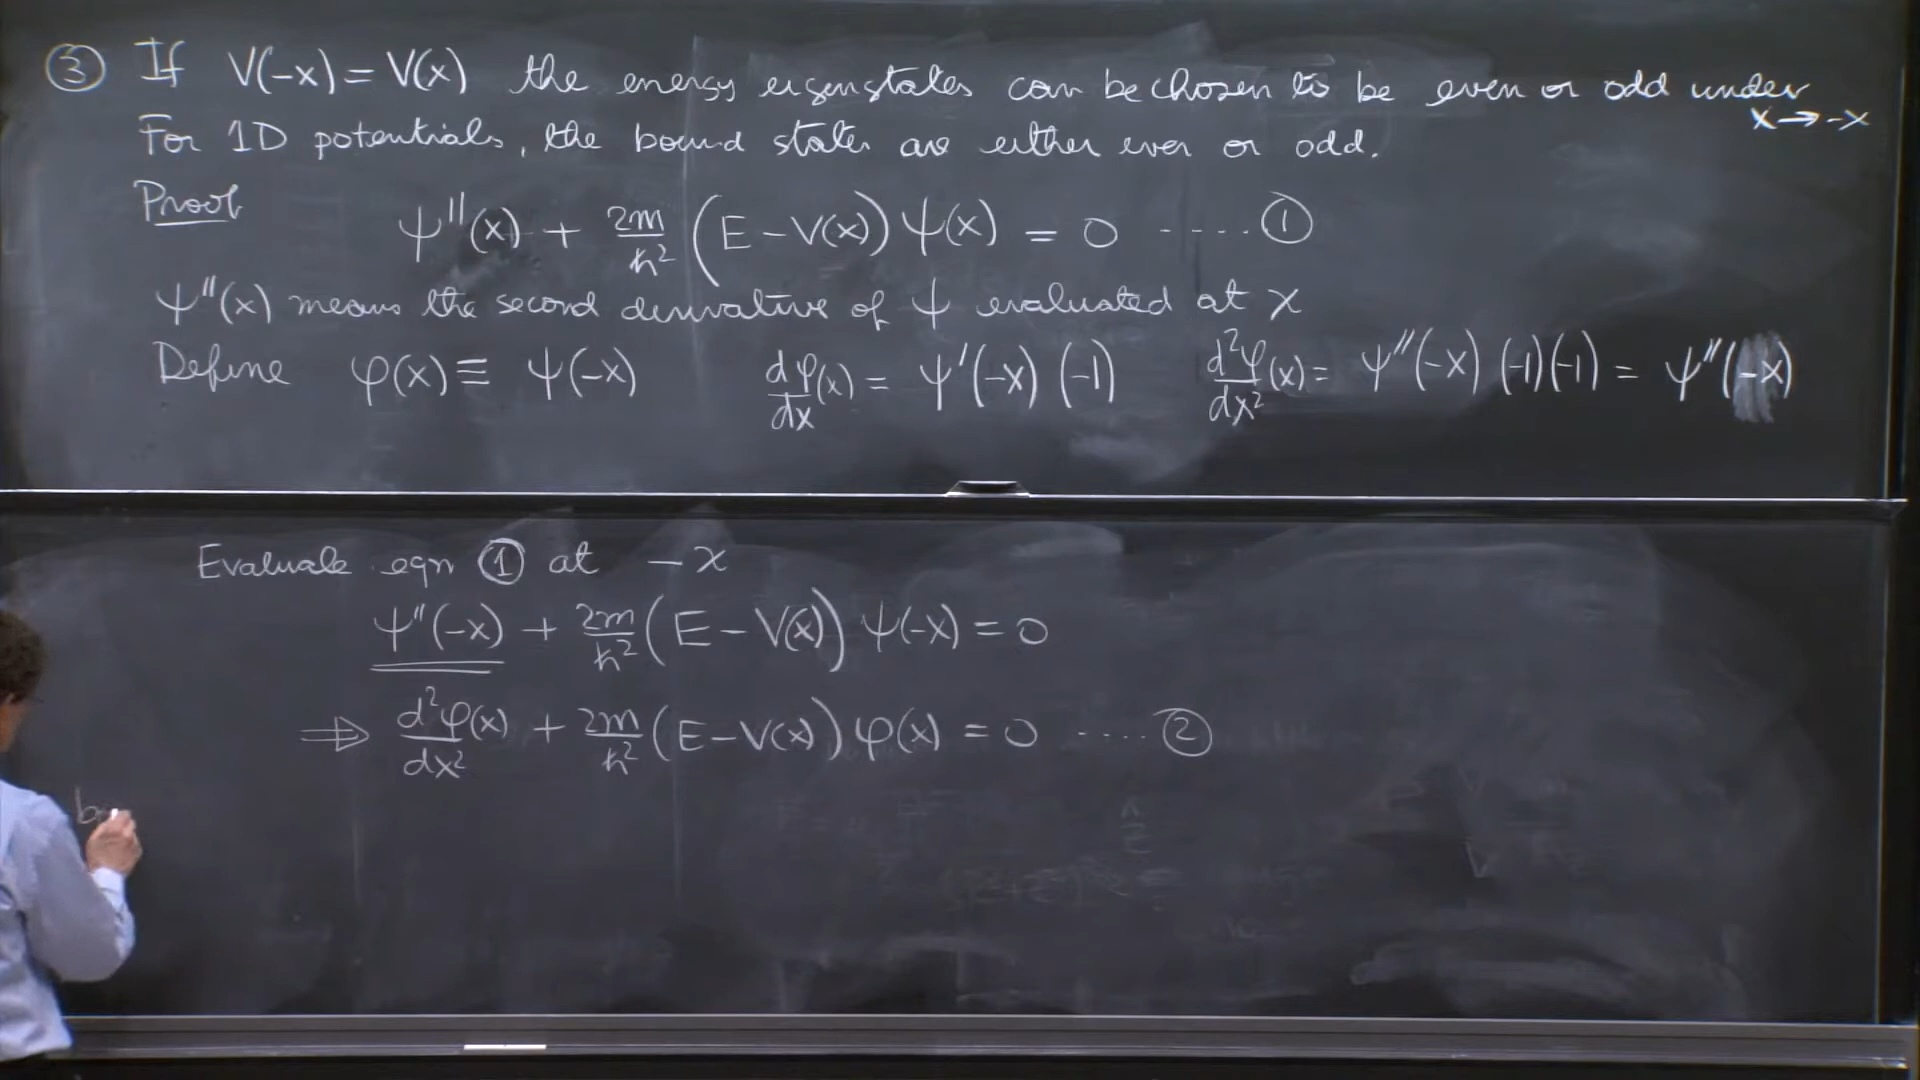 ③ If V(-x) = V(x) the energy eigenstates can be chosen to be even or odd under x → -x
For 1D potentials, the bound states are either even or odd.
Proof
ψ''(x) + 2m/ħ² (E - V(x)) ψ(x) = 0 ----- ①
ψ''(x) means the second derivative of ψ evaluated at x
Define φ(x) ≡ ψ(-x) dφ/dx(x) = ψ'(-x) (-1) d²φ/dx²(x) = ψ''(-x) (-1)(-1) = ψ''(-x)
Evaluate eqn ① at -x
ψ''(-x) + 2m/ħ² (E - V(x)) ψ(-x) = 0
⇒ d²φ/dx²(x) + 2m/ħ² (E - V(x)) φ(x) = 0 ----- ②